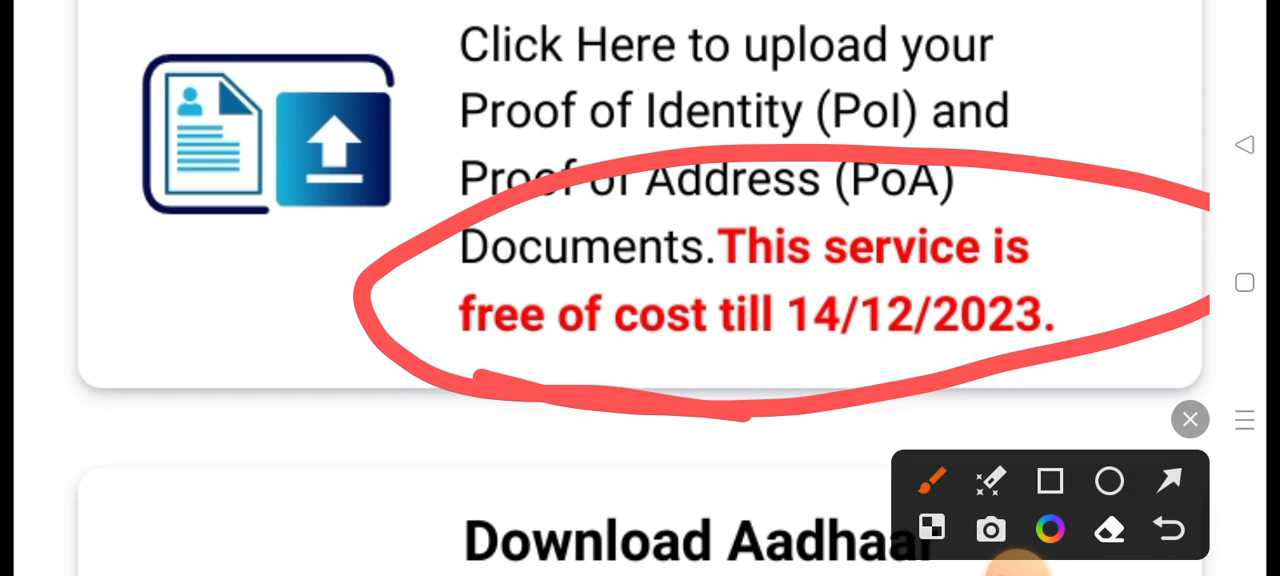 Click Here to upload your
Proof of Identity (PoI) and
Proof of Address (PoA)
Documents.This service is
free of cost till 14/12/2023.
Download Aadhaar